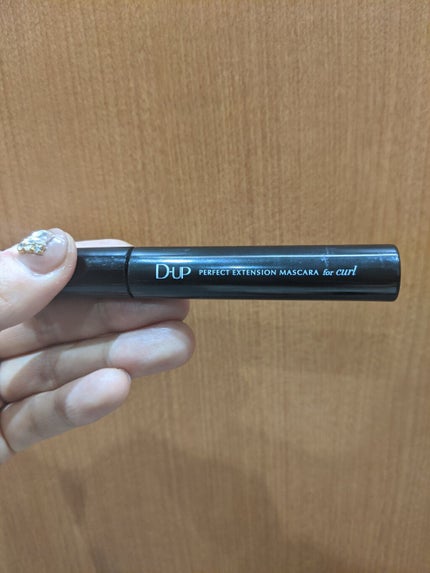 D-UP PERFECT EXTENSION MASCARA for curl